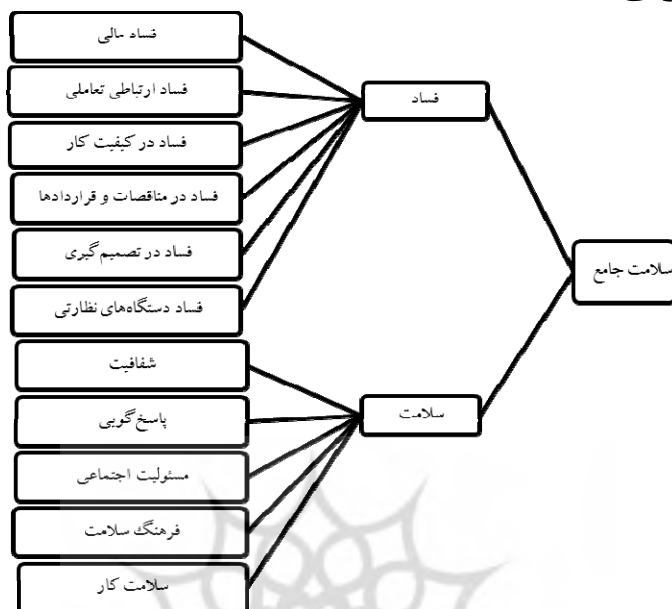 سلامت جامع
فساد
فساد مالی
فساد ارتباطی تعاملی
فساد در کیفیت کار
فساد در مناقصات و قراردادها
فساد در تصمیم‌گیری
فساد دستگاه‌های نظارتی
سلامت
شفافیت
پاسخ‌گویی
مسئولیت اجتماعی
فرهنگ سلامت
سلامت کار